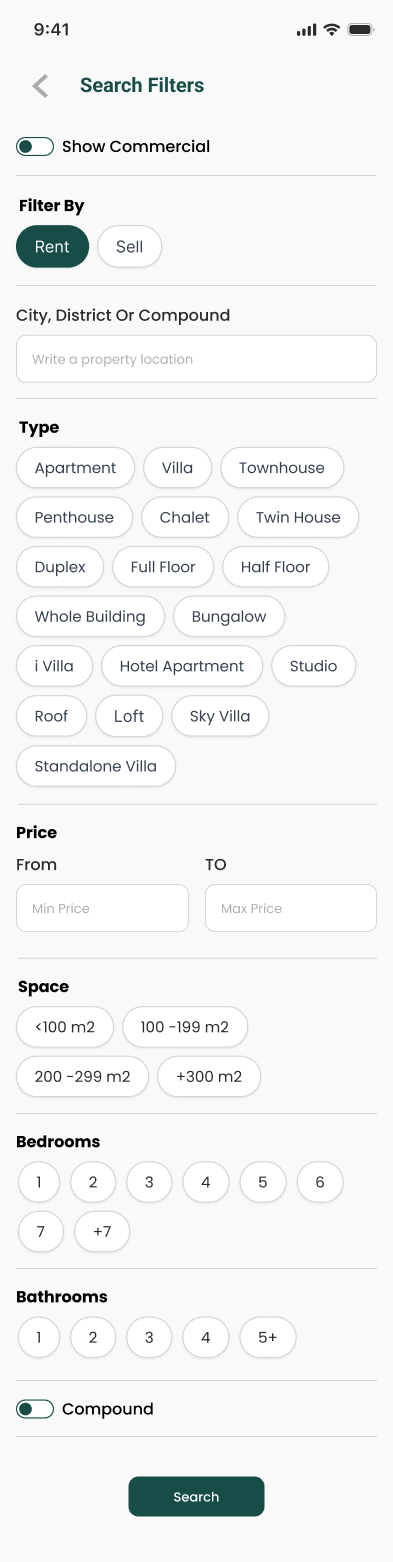 9:41
Search Filters
Show Commercial
Filter By
Rent Sell
City, District Or Compound
Write a property location
Type
Apartment Villa Townhouse
Penthouse Chalet Twin House
Duplex Full Floor Half Floor
Whole Building Bungalow
i Villa Hotel Apartment Studio
Roof Loft Sky Villa
Standalone Villa
Price
From TO
Min Price Max Price
Space
<100 m2 100 -199 m2
200 -299 m2 +300 m2
Bedrooms
1 2 3 4 5 6
7 +7
Bathrooms
1 2 3 4 5+
Compound
Search